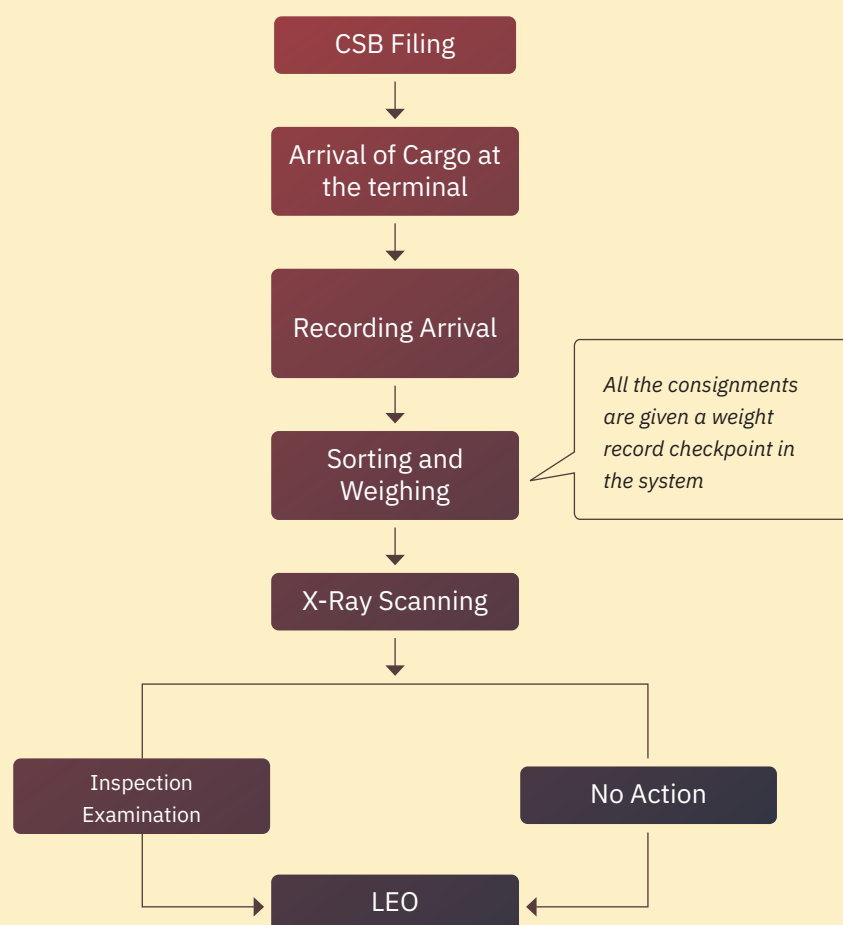 CSB Filing
Arrival of Cargo at
the terminal
Recording Arrival
All the consignments
are given a weight
record checkpoint in
the system
Sorting and
Weighing
X-Ray Scanning
Inspection
Examination
No Action
LEO